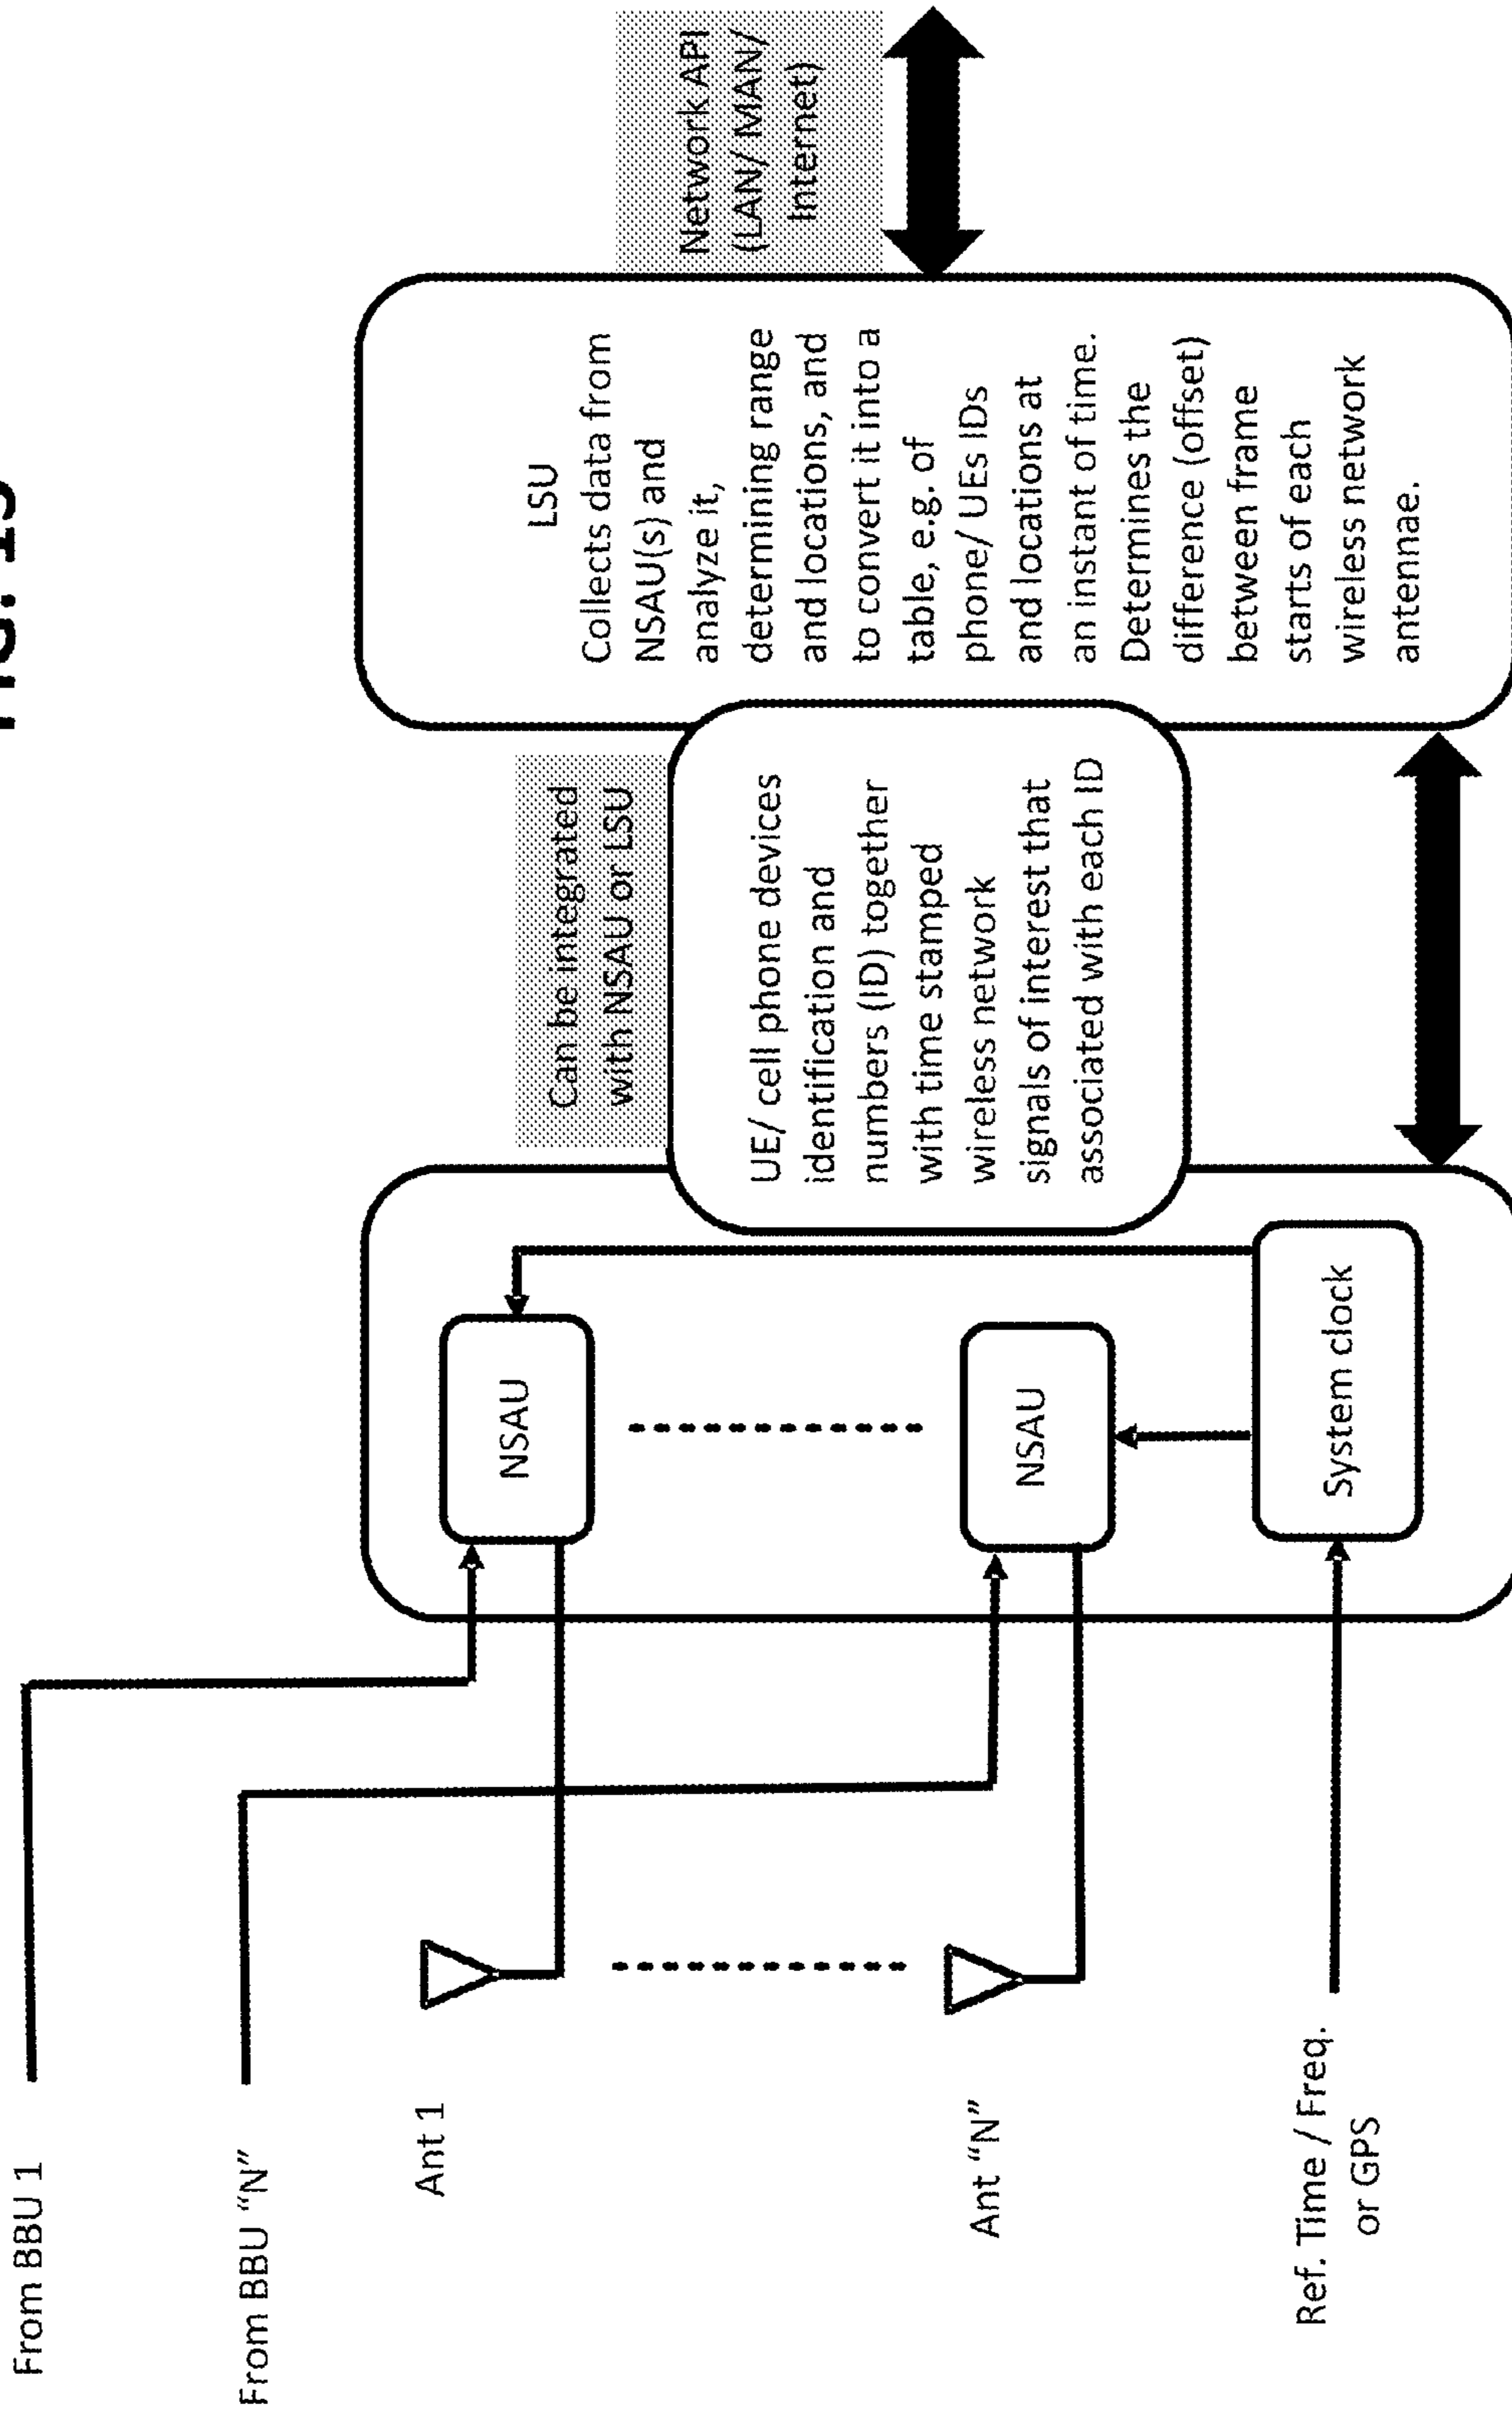 From BBU 1
From BBU “N”
Ant 1
Ant “N”
Ref. Time / Freq.
or GPS
NSAU
NSAU
System clock
Can be integrated
with NSAU or LSU
UE/ cell phone devices
identification and
numbers (ID) together
with time stamped
wireless network
signals of interest that
associated with each ID
LSU
Collects data from
NSAU(s) and
analyze it,
determining range
and locations, and
to convert it into a
table, e.g. of
phone/ UEs IDs
and locations at
an instant of time.
Determines the
difference (offset)
between frame
starts of each
wireless network
antennae.
Network API
(LAN/ MAN/
Internet)